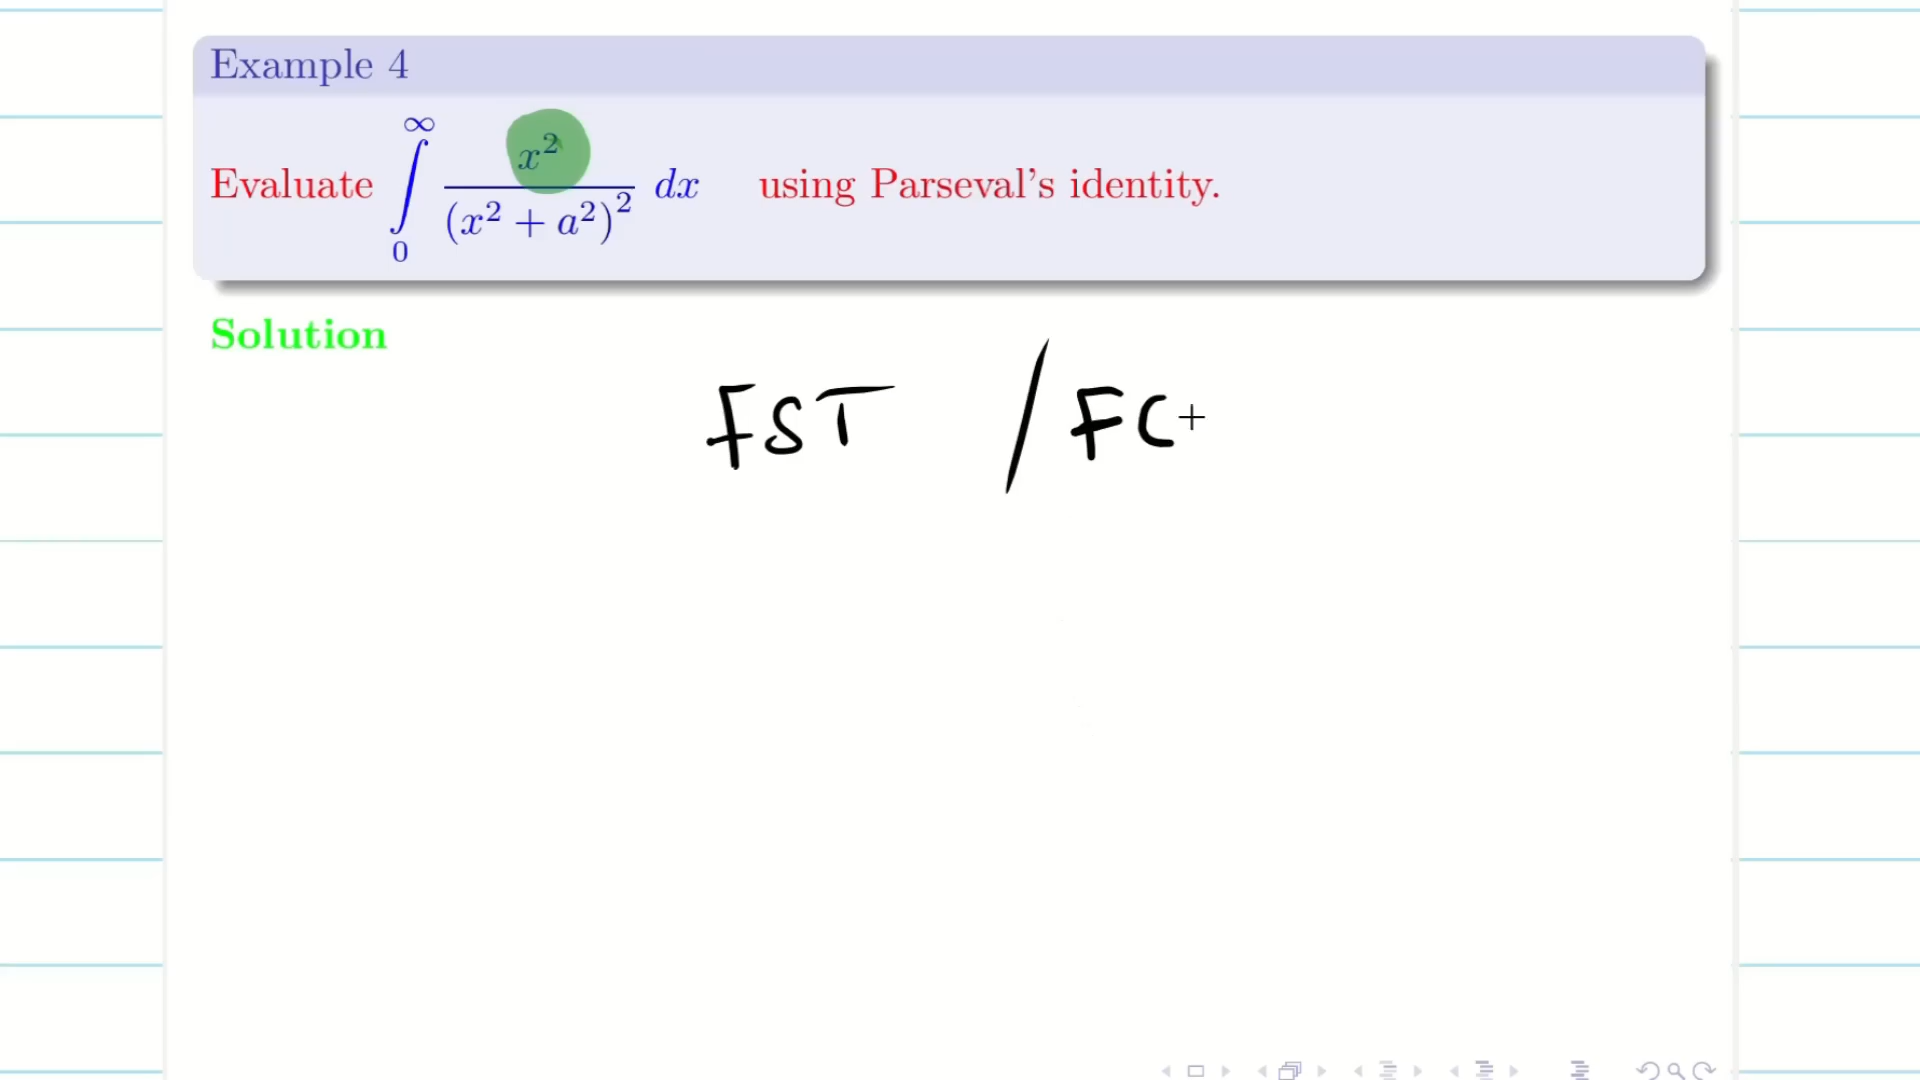 Example 4
Evaluate ∫₀^∞ x²/(x² + a²)² dx using Parseval's identity.
Solution
FST / FC